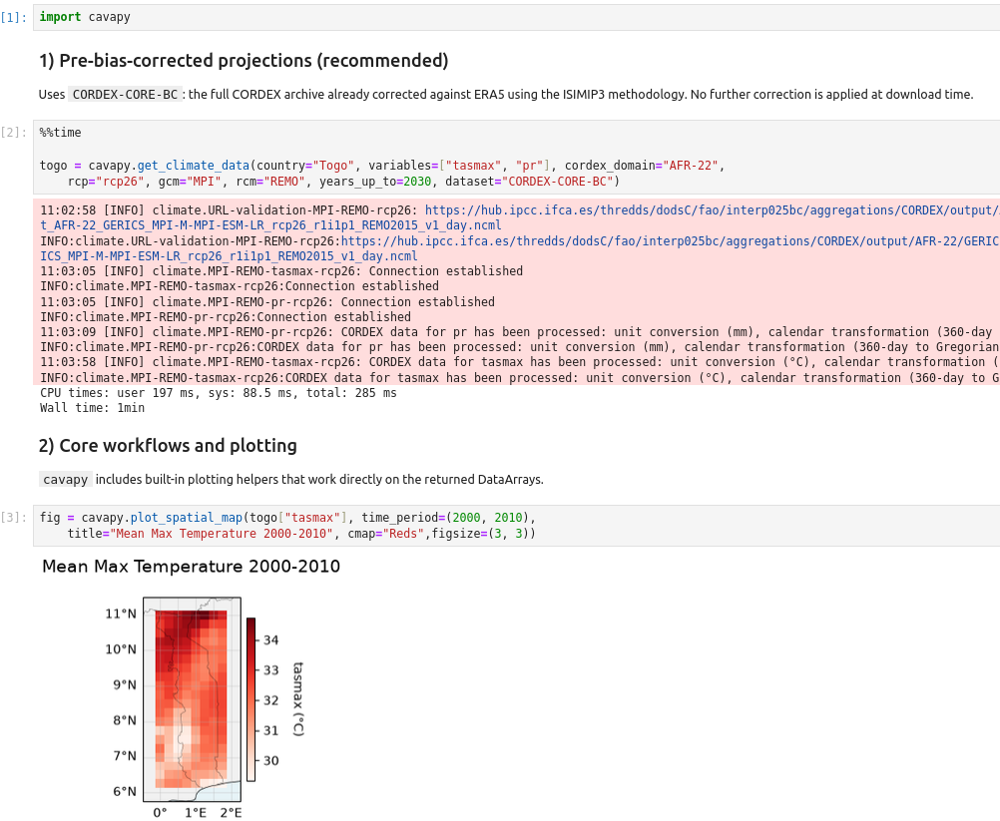 [1]: import cavapy
1) Pre-bias-corrected projections (recommended)
Uses CORDEX-CORE-BC : the full CORDEX archive already corrected against ERA5 using the ISIMIP3 methodology. No further correction is applied at download time.
[2]: %%time
togo = cavapy.get_climate_data(country="Togo", variables=["tasmax", "pr"], cordex_domain="AFR-22",
rcp="rcp26", gcm="MPI", rcm="REMO", years_up_to=2030, dataset="CORDEX-CORE-BC")
11:02:58 [INFO] climate.URL-validation-MPI-REMO-rcp26: https://hub.ipcc.ifca.es/thredds/dodsC/fao/interp025bc/aggregations/CORDEX/output/
t_AFR-22_GERICS_MPI-M-MPI-ESM-LR_rcp26_r1i1p1_REMO2015_v1_day.ncml
INFO:climate.URL-validation-MPI-REMO-rcp26:https://hub.ipcc.ifca.es/thredds/dodsC/fao/interp025bc/aggregations/CORDEX/output/AFR-22/GERIC
ICS_MPI-M-MPI-ESM-LR_rcp26_r1i1p1_REMO2015_v1_day.ncml
11:03:05 [INFO] climate.MPI-REMO-tasmax-rcp26: Connection established
INFO:climate.MPI-REMO-tasmax-rcp26:Connection established
11:03:05 [INFO] climate.MPI-REMO-pr-rcp26: Connection established
INFO:climate.MPI-REMO-pr-rcp26:Connection established
11:03:09 [INFO] climate.MPI-REMO-pr-rcp26: CORDEX data for pr has been processed: unit conversion (mm), calendar transformation (360-day
INFO:climate.MPI-REMO-pr-rcp26:CORDEX data for pr has been processed: unit conversion (mm), calendar transformation (360-day to Gregorian
11:03:58 [INFO] climate.MPI-REMO-tasmax-rcp26: CORDEX data for tasmax has been processed: unit conversion (°C), calendar transformation (
INFO:climate.MPI-REMO-tasmax-rcp26:CORDEX data for tasmax has been processed: unit conversion (°C), calendar transformation (360-day to G
CPU times: user 197 ms, sys: 88.5 ms, total: 285 ms
Wall time: 1min
2) Core workflows and plotting
cavapy includes built-in plotting helpers that work directly on the returned DataArrays.
[3]: fig = cavapy.plot_spatial_map(togo["tasmax"], time_period=(2000, 2010),
title="Mean Max Temperature 2000-2010", cmap="Reds",figsize=(3, 3))
Mean Max Temperature 2000-2010
11°N
10°N
9°N
8°N
7°N
6°N
0° 1°E 2°E
34
33
32
31
30
tasmax (°C)